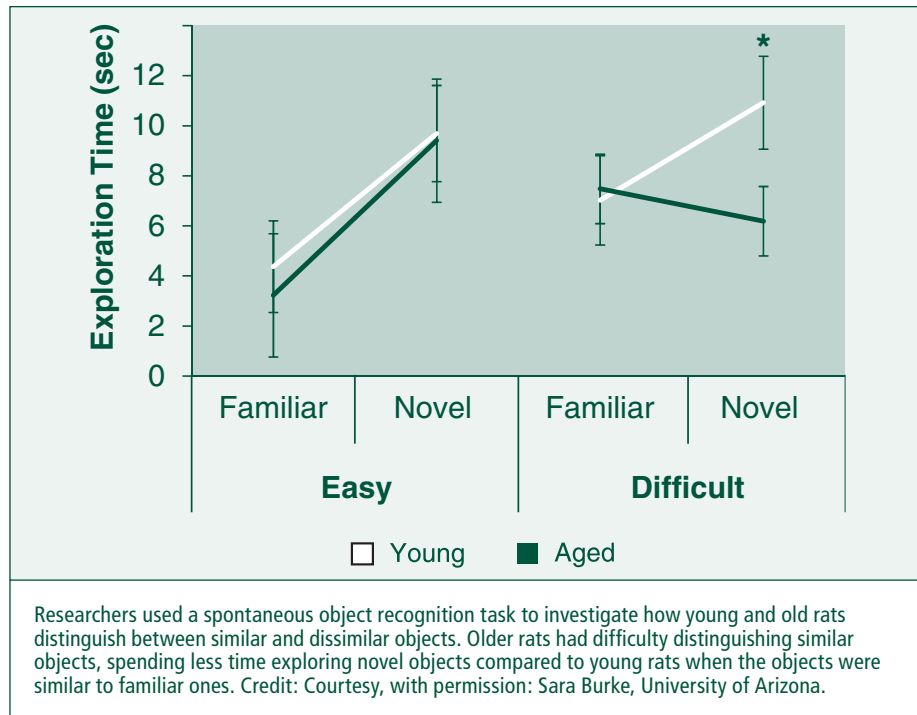 Exploration Time (sec)
12
10
8
6
4
2
0
*
Familiar Novel Familiar Novel
Easy Difficult
Young Aged
Researchers used a spontaneous object recognition task to investigate how young and old rats
distinguish between similar and dissimilar objects. Older rats had difficulty distinguishing similar
objects, spending less time exploring novel objects compared to young rats when the objects were
similar to familiar ones. Credit: Courtesy, with permission: Sara Burke, University of Arizona.